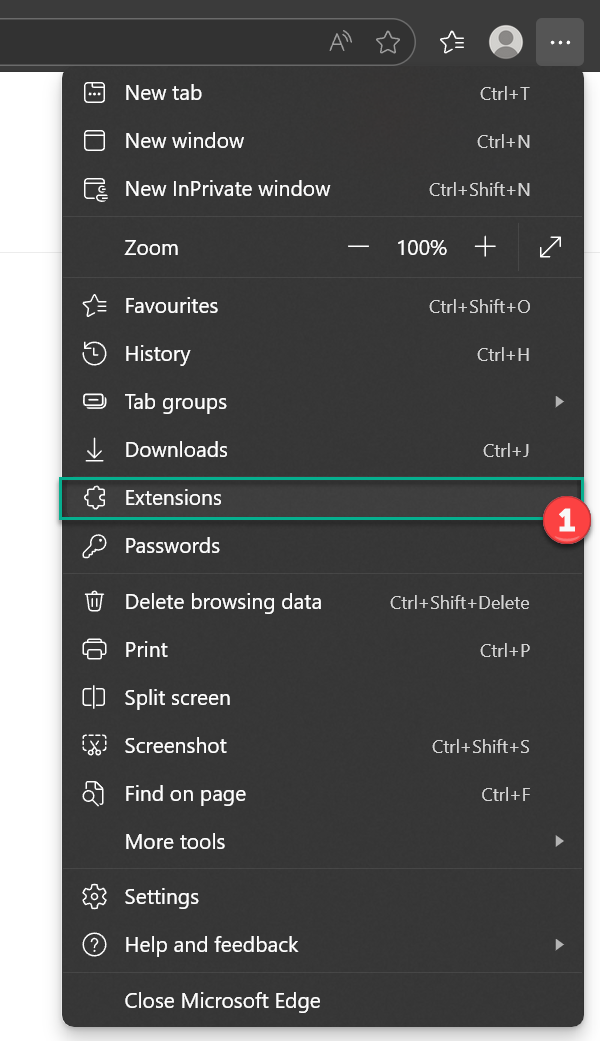 New tab Ctrl+T
New window Ctrl+N
New InPrivate window Ctrl+Shift+N
Zoom 100%
Favourites Ctrl+Shift+O
History Ctrl+H
Tab groups
Downloads Ctrl+J
Extensions
1
Passwords
Delete browsing data Ctrl+Shift+Delete
Print Ctrl+P
Split screen
Screenshot Ctrl+Shift+S
Find on page Ctrl+F
More tools
Settings
Help and feedback
Close Microsoft Edge